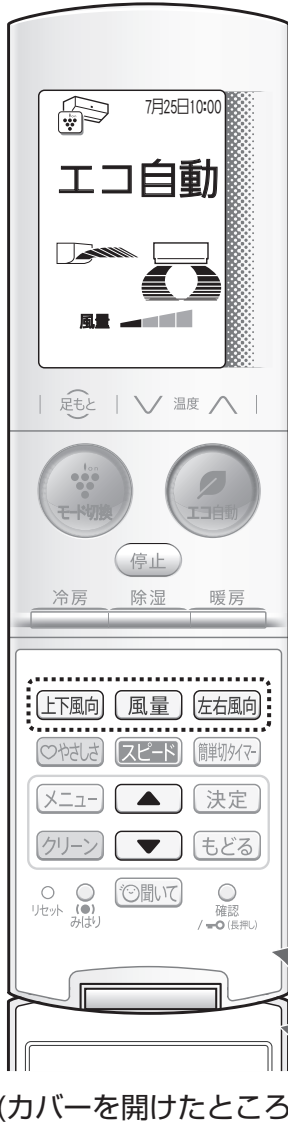 7月25日10:00
エコ自動
風量
足もと 温度
ion
モード切換 エコ自動
停止
冷房 除湿 暖房
上下風向 風量 左右風向
やさしさ スピード 簡単切タイマー
メニュー ▲ 決定
クリーン ▼ もどる
リセット みはり 聞いて 確認
/ (長押し)
(カバーを開けたところ